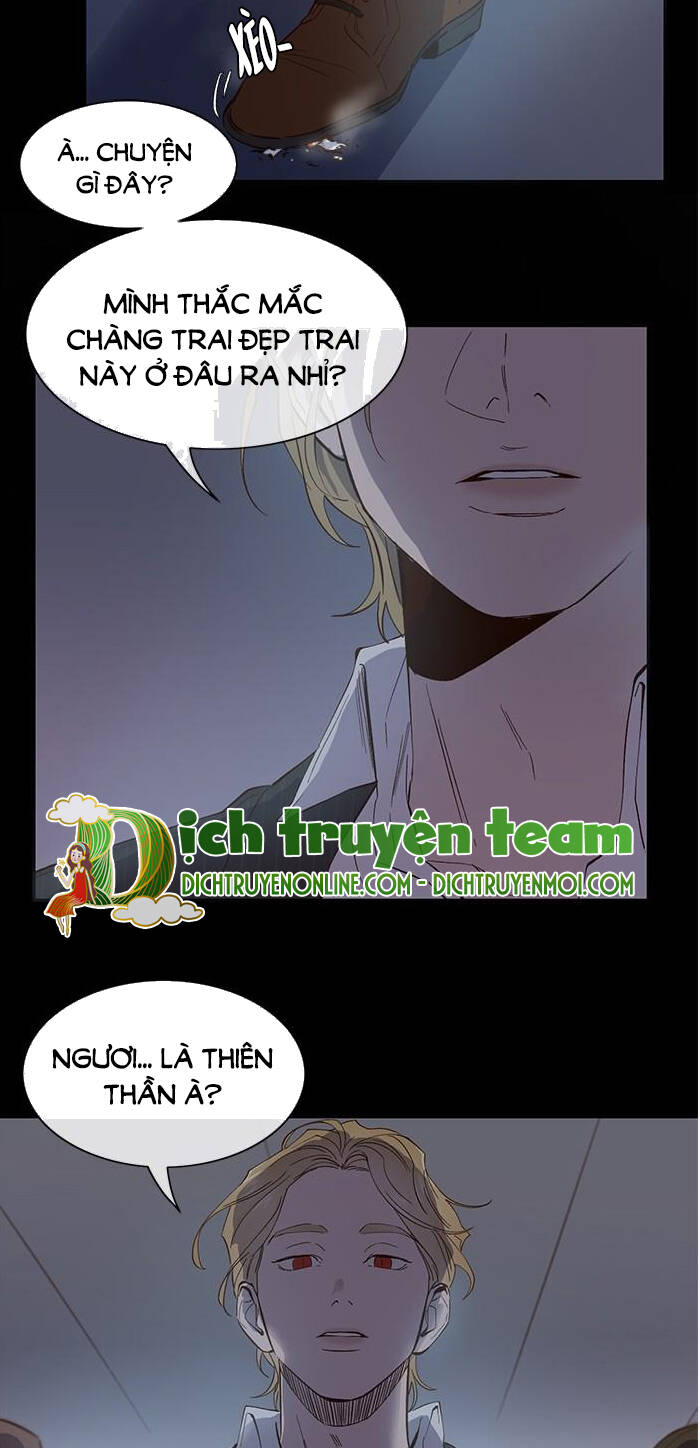 XÈO-
À... CHUYỆN
GÌ ĐÂY?
MÌNH THẮC MẮC
CHÀNG TRAI ĐẸP TRAI
NÀY Ở ĐÂU RA NHỈ?
Dịch truyện team
DICHTRUYENONLINE.COM - DICHTRUYENMOI.COM
NGƯƠI... LÀ THIÊN
THẦN À?